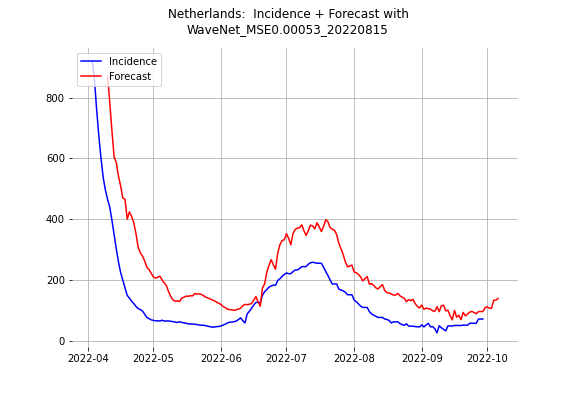 Netherlands:  Incidence + Forecast with
WaveNet_MSE0.00053_20220815
Incidence
Forecast
800
600
400
200
0
2022-04 2022-05 2022-06 2022-07 2022-08 2022-09 2022-10